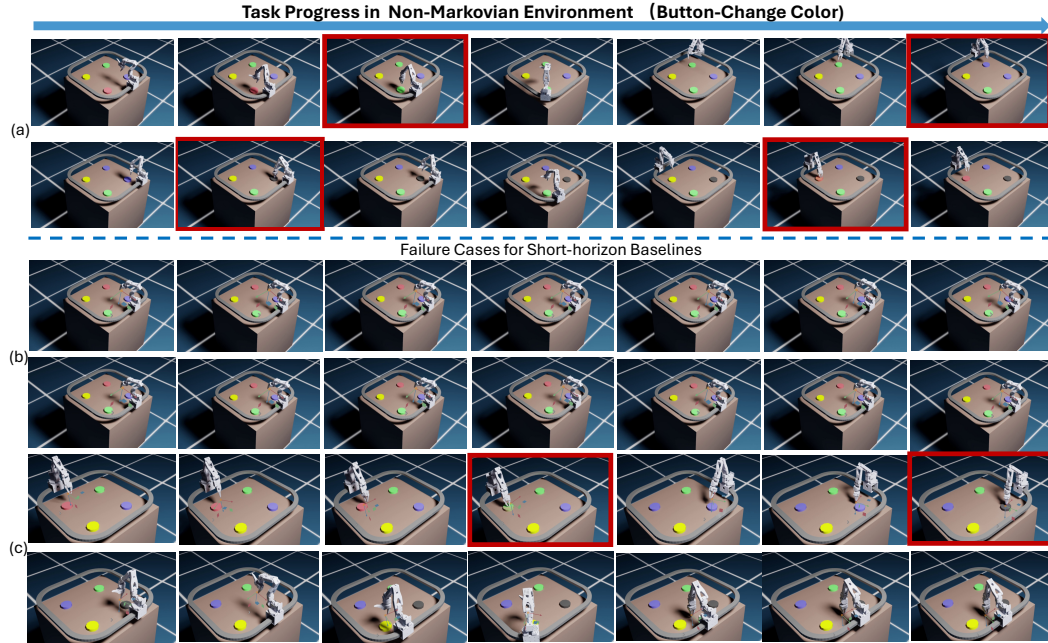 Task Progress in Non-Markovian Environment (Button-Change Color)
(a)
Failure Cases for Short-horizon Baselines
(b)
(c)